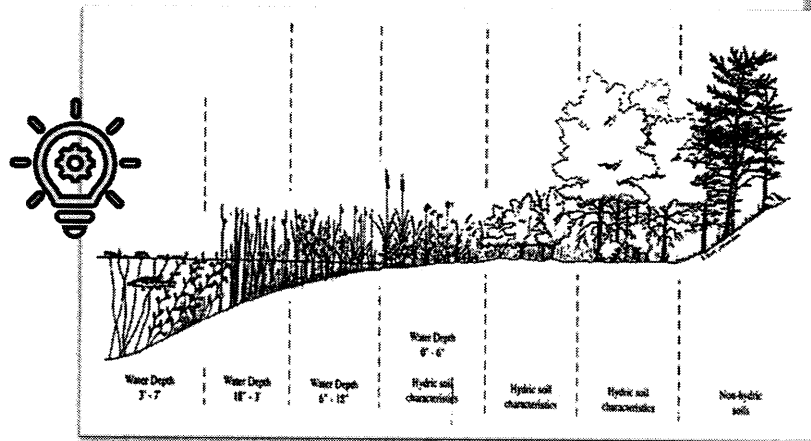 Water Depth
0" - 6"
Water Depth
3' - 7'
Water Depth
18" - 3'
Water Depth
6" - 18"
Hydric soil
characteristics
Hydric soil
characteristics
Hydric soil
characteristics
Non-hydric
soils